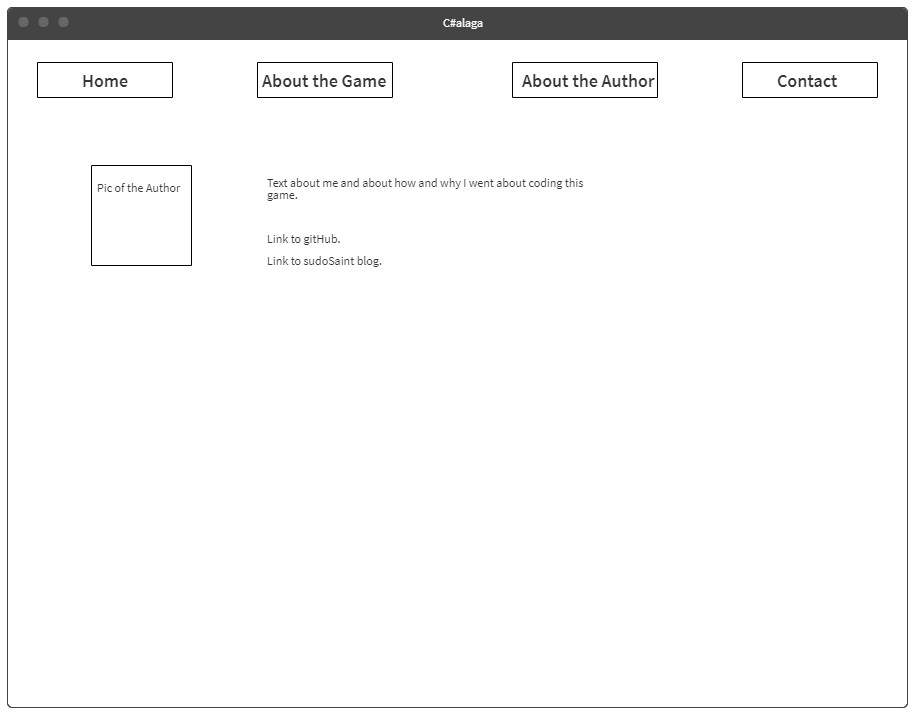 C#alaga
Home
About the Game
About the Author
Contact
Pic of the Author
Text about me and about how and why I went about coding this
game.
Link to gitHub.
Link to sudoSaint blog.